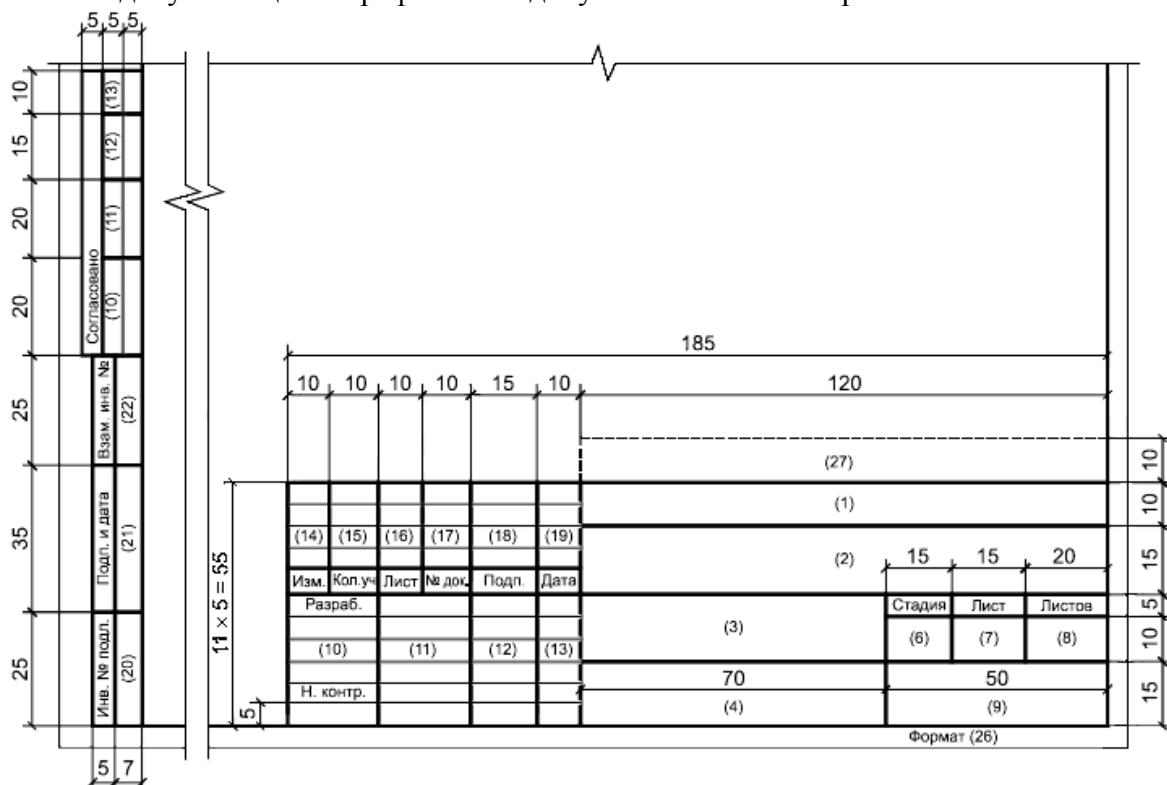 5 5 5
10
(13)
15
(12)
20
(11)
20
(10)
Согласовано
25
Взам. инв. №
(22)
35
Подп. и дата
(21)
25
Инв. № подл.
(20)
5 7
185
10 10 10 10 15 10 120
(27) 10
(1) 10
(14) (15) (16) (17) (18) (19)
(2) 15 15 20 15
Изм. Кол.уч Лист № док. Подп. Дата
11 × 5 = 55
Разраб. Стадия Лист Листов 5
(10) (11) (12) (13) (3) (6) (7) (8) 10
Н. контр. 70 50
5 (4) (9) 15
Формат (26)